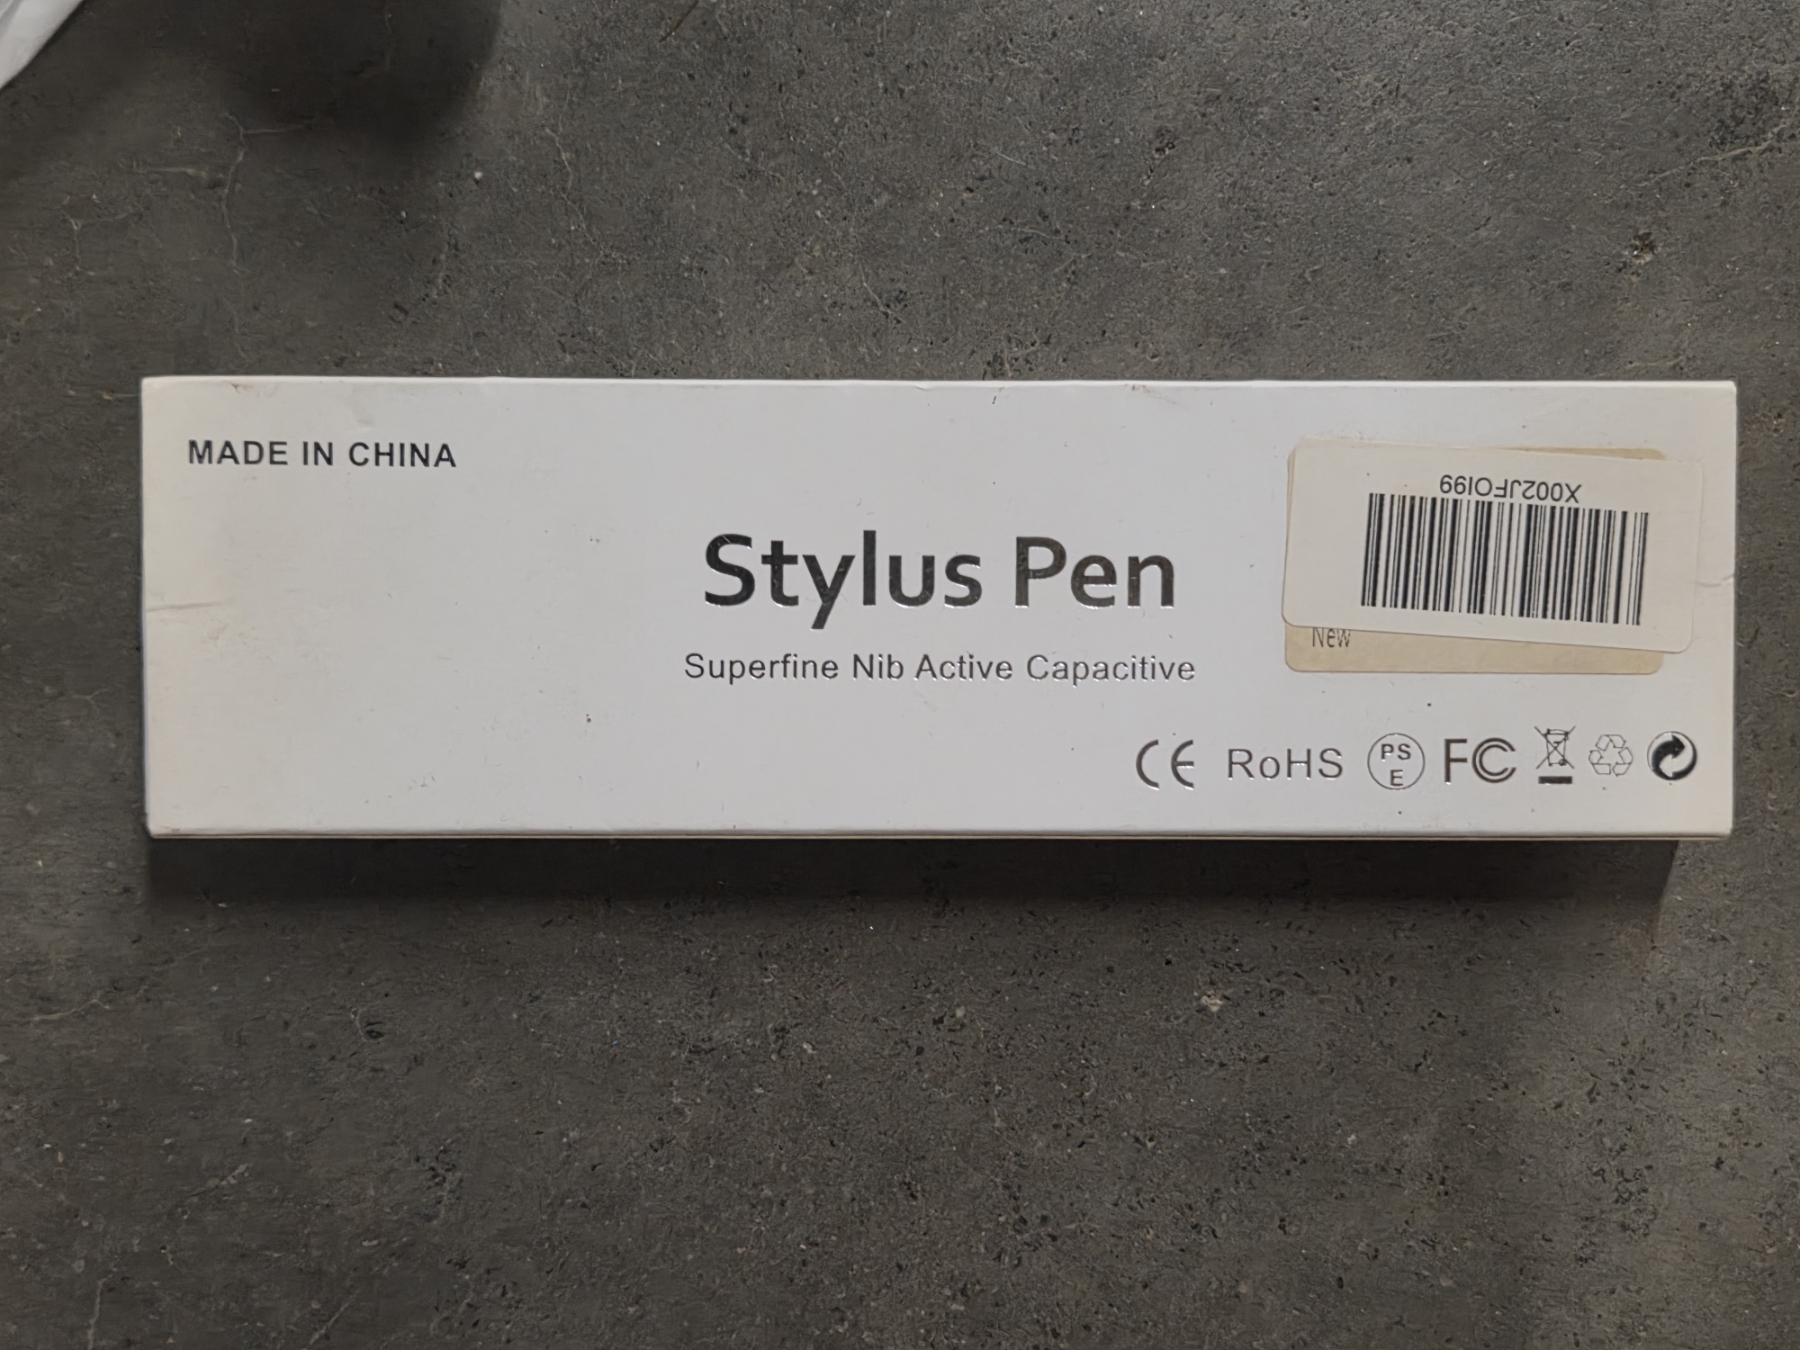 MADE IN CHINA
X002JFOI99
Stylus Pen
Superfine Nib Active Capacitive
New
CE RoHS PS E FC